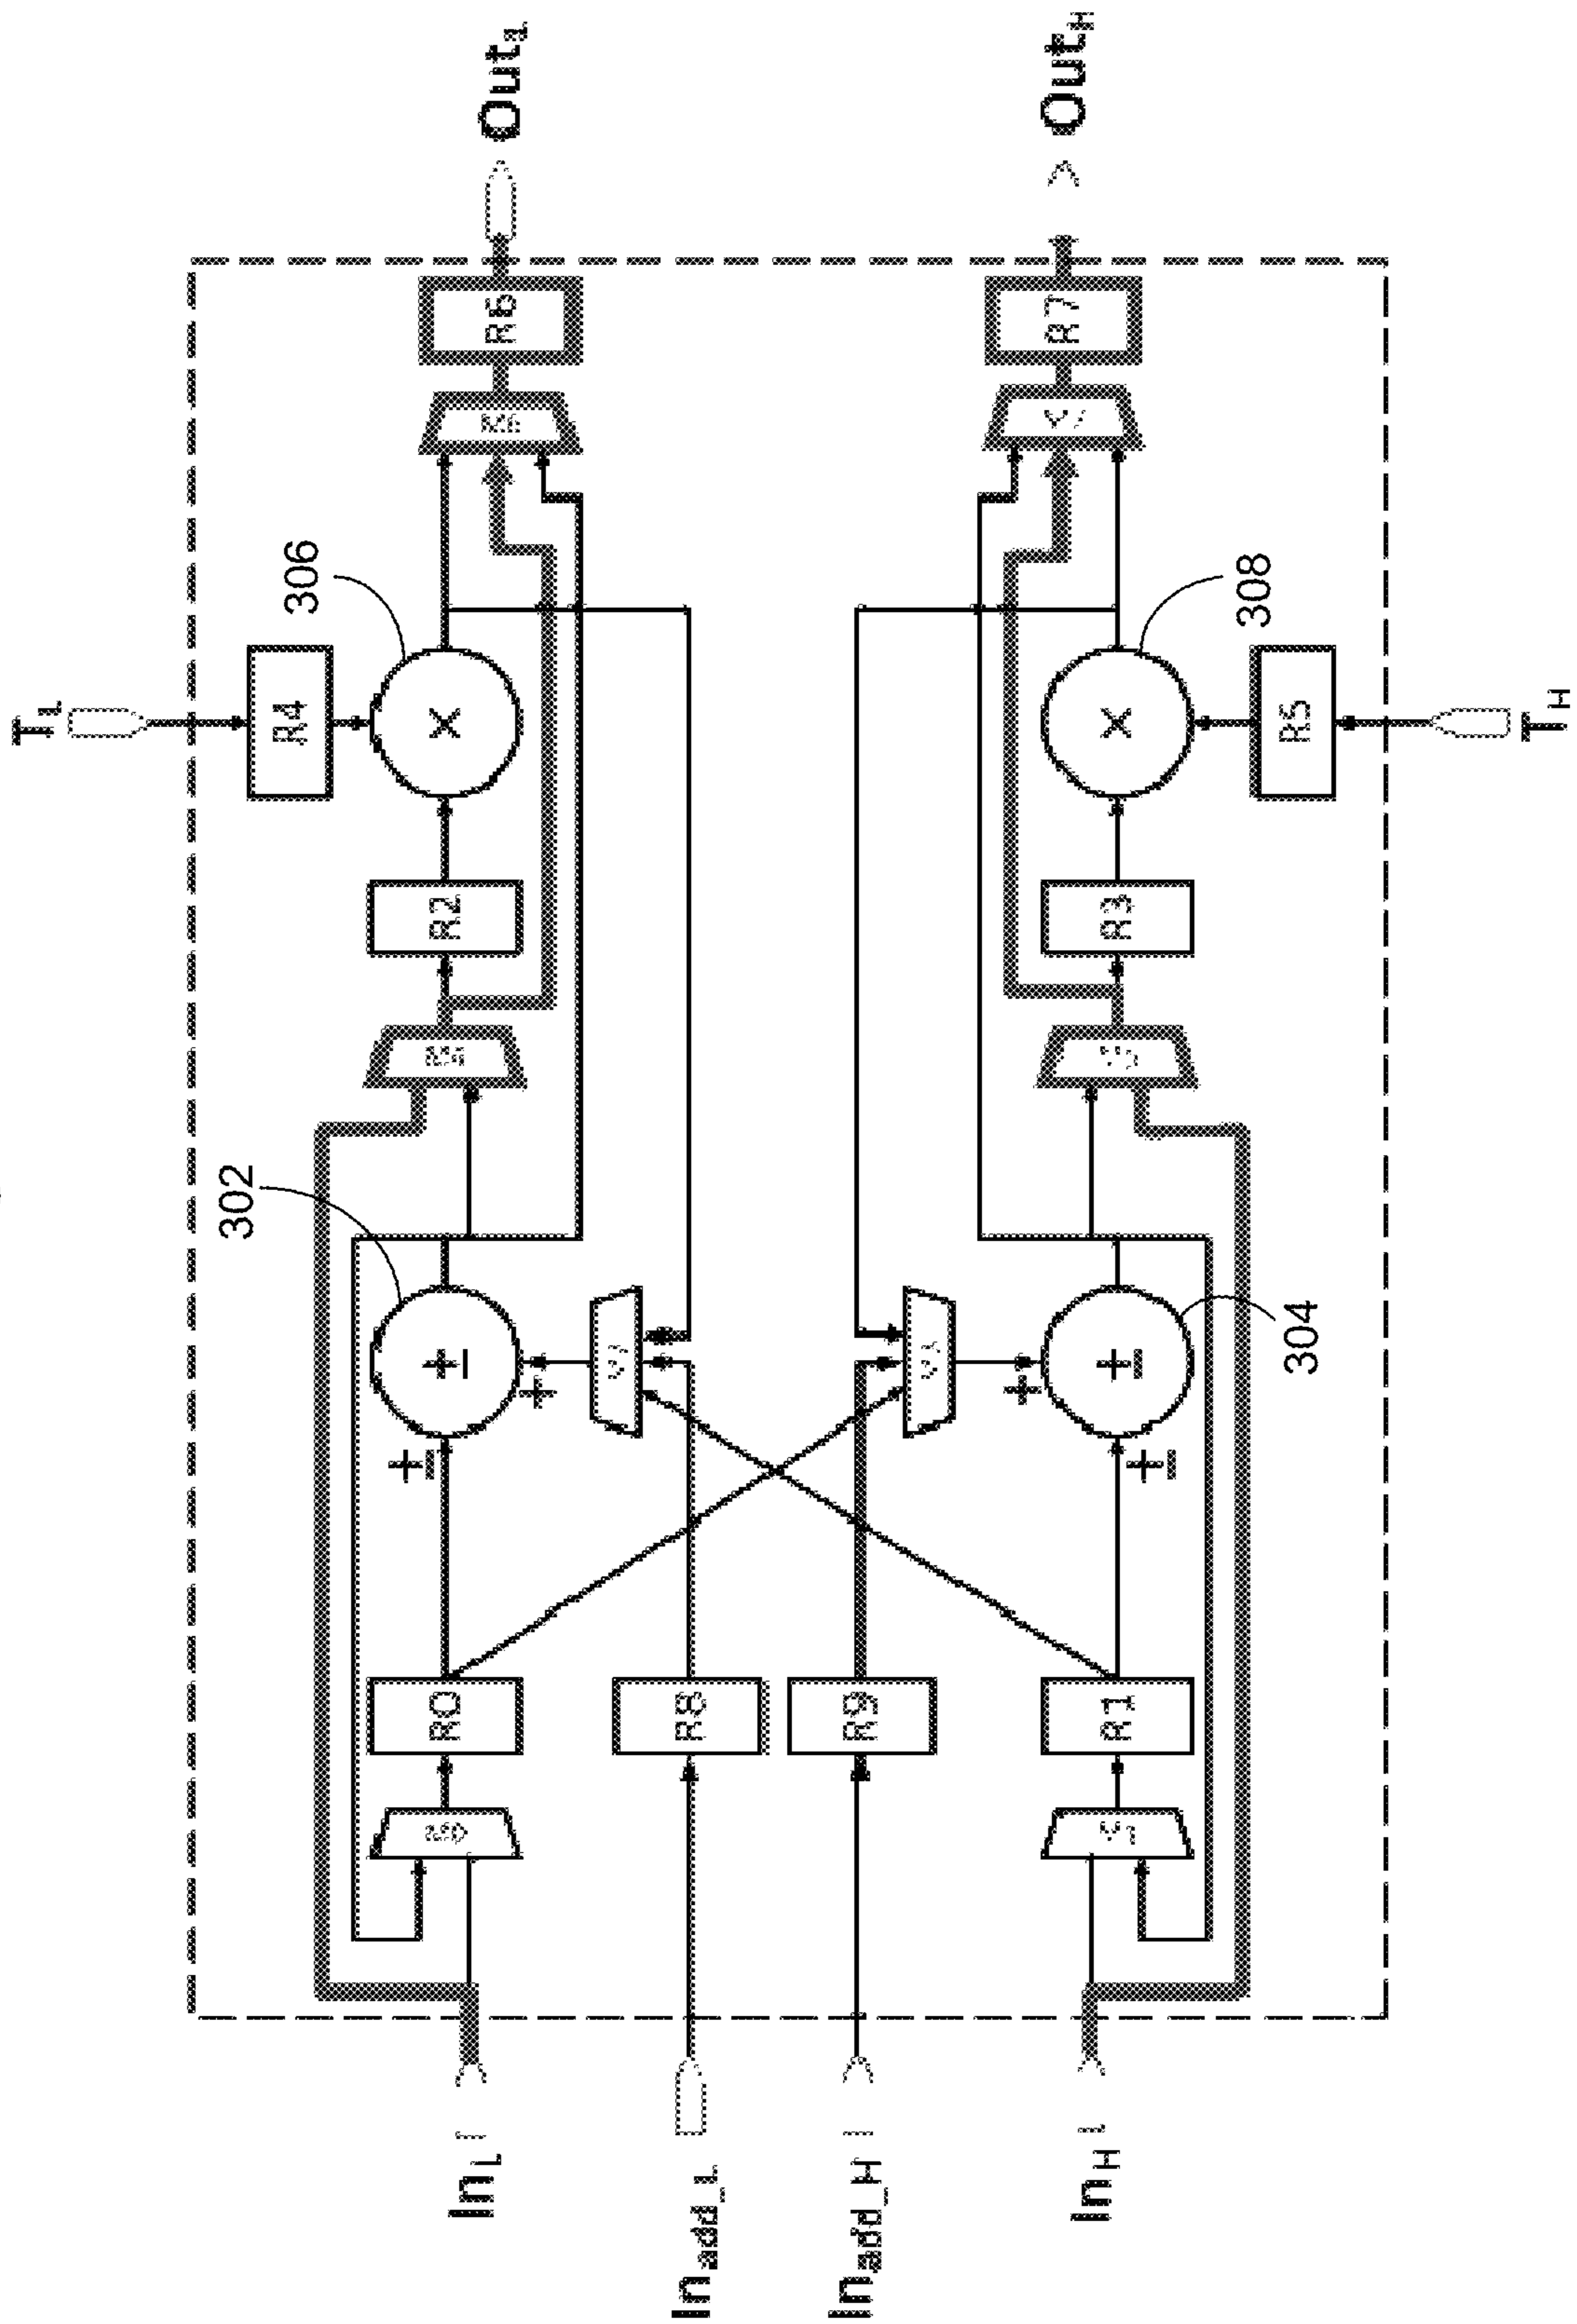 T_L
R4
306
302
In_L
R0
±
±
R2
×
R6
Out_L
+
In_add_L
R8
In_add_H
R9
+
In_H
R1
±
±
R3
×
R7
Out_H
304
308
R5
T_H